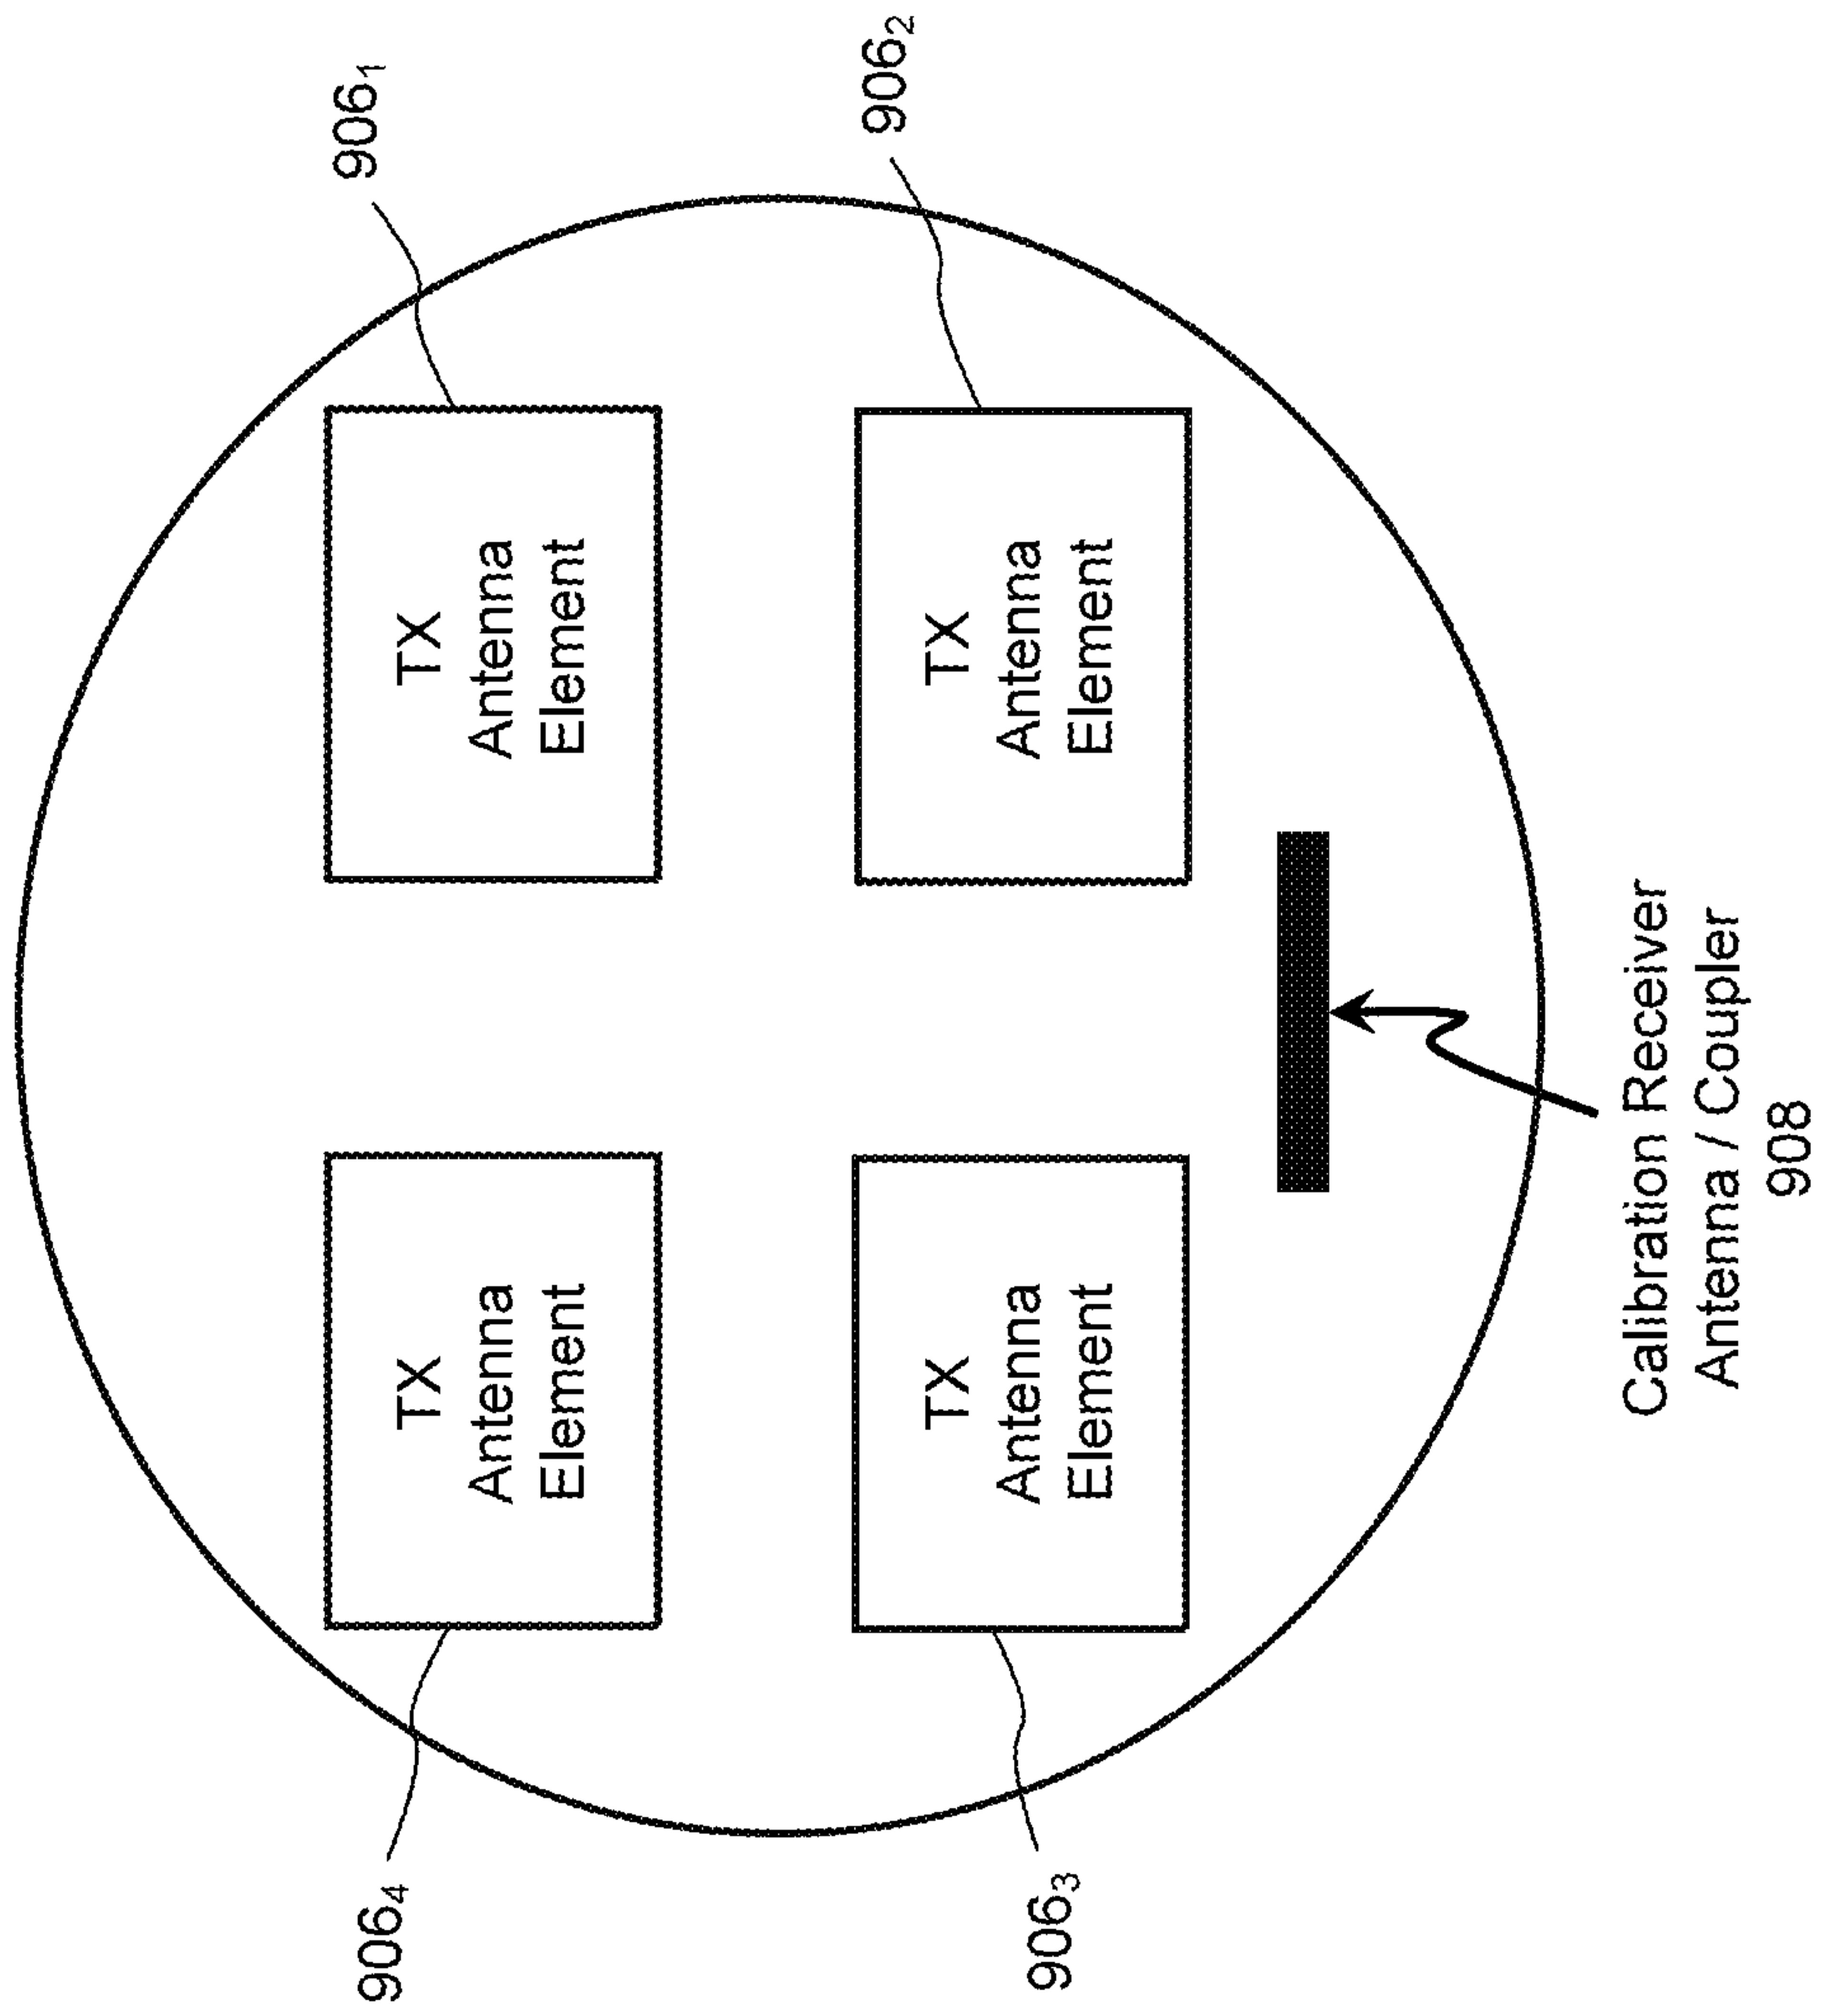 906₄
906₁
TX
Antenna
Element
TX
Antenna
Element
906₃
906₂
TX
Antenna
Element
TX
Antenna
Element
Calibration Receiver
Antenna / Coupler
908